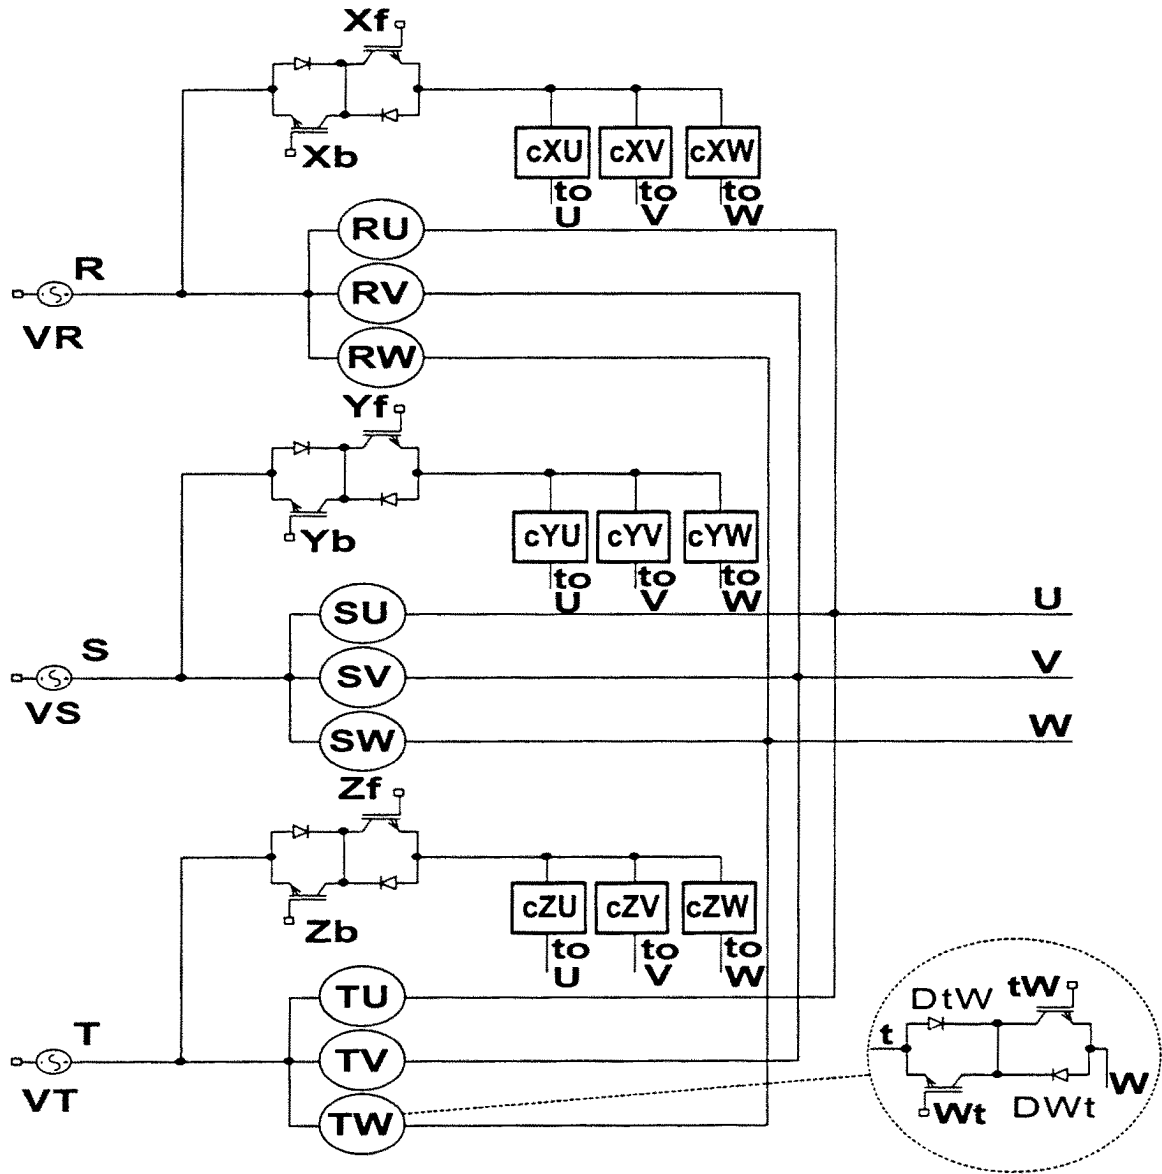 Xf
Xb
cXU cXV cXW
to to to
U V W
RU
R
RV
VR
RW
Yf
Yb
cYU cYV cYW
to to to
U V W
SU
U
S
SV
V
VS
SW
W
Zf
Zb
cZU cZV cZW
to to to
U V W
TU
T
TV
VT
TW
DtW tW
t
W
Wt DWt